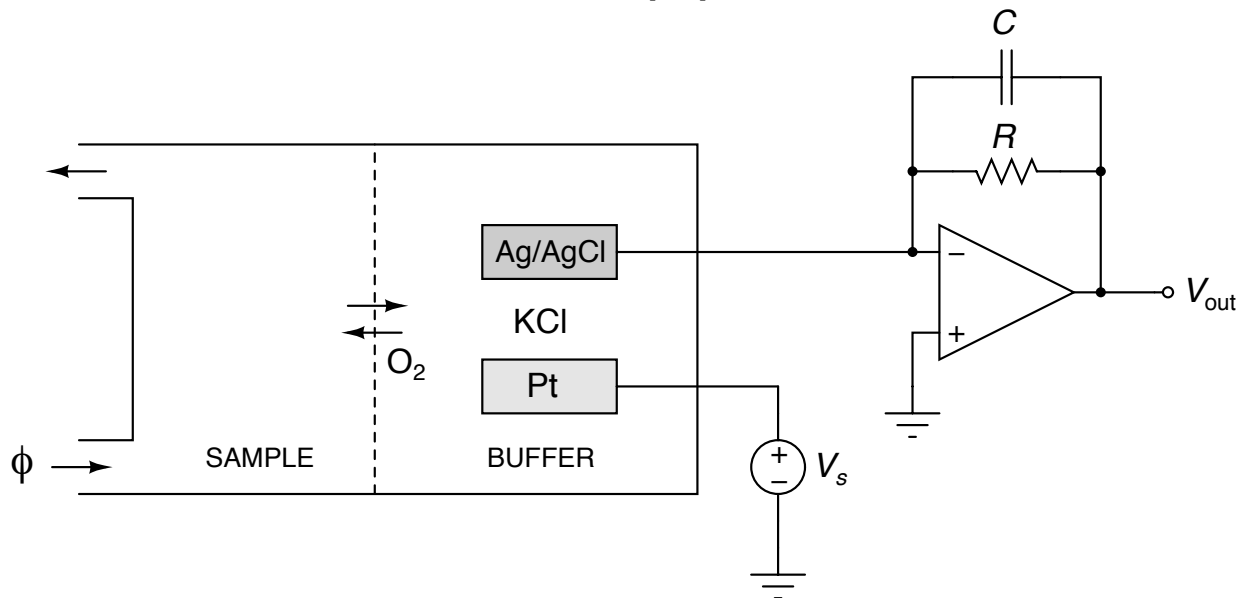 C
R
Ag/AgCl
−
V_out
KCl
+
O₂
Pt
ϕ
SAMPLE
BUFFER
+
−
V_s